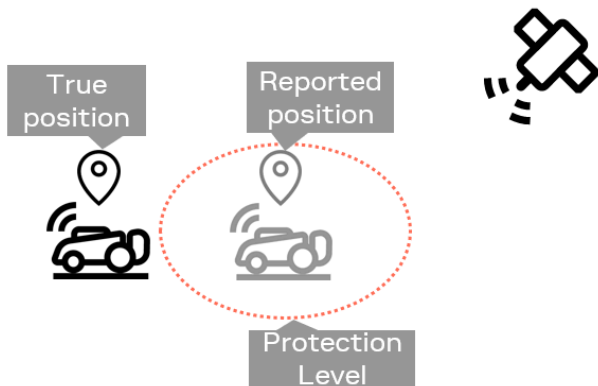 True
position
Reported
position
Protection
Level